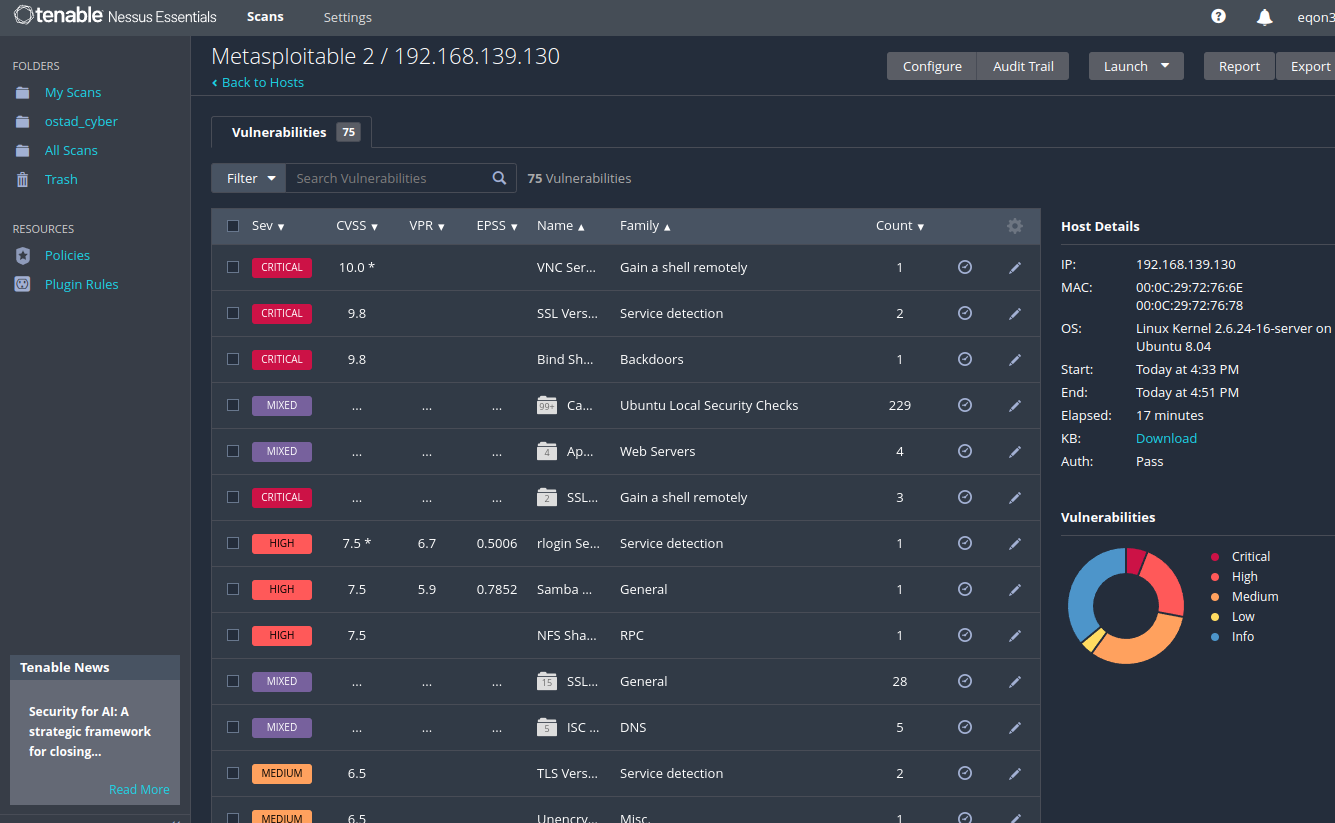 tenable Nessus Essentials Scans Settings ? eqon3
FOLDERS
My Scans
ostad_cyber
All Scans
Trash
RESOURCES
Policies
Plugin Rules
Tenable News
Security for AI: A
strategic framework
for closing...
Read More
Metasploitable 2 / 192.168.139.130
‹ Back to Hosts
Configure Audit Trail Launch Report Export
Vulnerabilities 75
Filter Search Vulnerabilities 75 Vulnerabilities
Sev CVSS VPR EPSS Name Family Count
CRITICAL 10.0 * VNC Ser... Gain a shell remotely 1
CRITICAL 9.8 SSL Vers... Service detection 2
CRITICAL 9.8 Bind Sh... Backdoors 1
MIXED ... ... ... 99+ Ca... Ubuntu Local Security Checks 229
MIXED ... ... ... 4 Ap... Web Servers 4
CRITICAL ... ... ... 2 SSL... Gain a shell remotely 3
HIGH 7.5 * 6.7 0.5006 rlogin Se... Service detection 1
HIGH 7.5 5.9 0.7852 Samba ... General 1
HIGH 7.5 NFS Sha... RPC 1
MIXED ... ... ... 15 SSL... General 28
MIXED ... ... ... 5 ISC ... DNS 5
MEDIUM 6.5 TLS Vers... Service detection 2
MEDIUM 6.5 Unencry... Misc. 1
Host Details
IP: 192.168.139.130
MAC: 00:0C:29:72:76:6E
00:0C:29:72:76:78
OS: Linux Kernel 2.6.24-16-server on
Ubuntu 8.04
Start: Today at 4:33 PM
End: Today at 4:51 PM
Elapsed: 17 minutes
KB: Download
Auth: Pass
Vulnerabilities
Critical
High
Medium
Low
Info